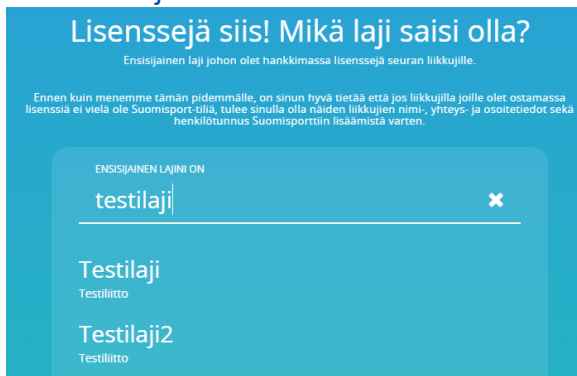 Lisenssejä siis! Mikä laji saisi olla?
Ensisijainen laji johon olet hankkimassa lisenssejä seuran liikkujille.
Ennen kuin menemme tämän pidemmälle, on sinun hyvä tietää että jos liikkujilla joille olet ostamassa
lisenssiä ei vielä ole Suomisport-tiliä, tulee sinulla olla näiden liikkujien nimi-, yhteys- ja osoitetiedot sekä
henkilötunnus Suomisporttiin lisäämistä varten.
ENSISIJAINEN LAJINI ON
testilaji
Testilaji
Testiliitto
Testilaji2
Testiliitto